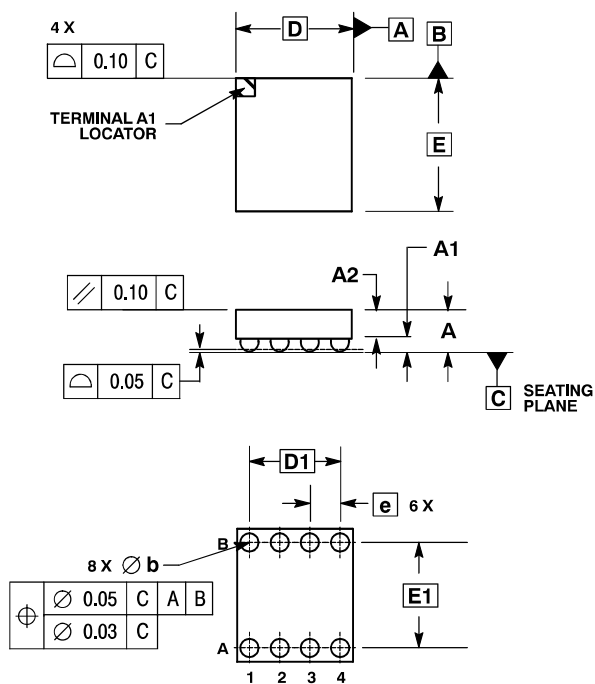 4 X
D
A
B
⌓ 0.10 C
TERMINAL A1
LOCATOR
E
A1
A2
// 0.10 C
A
⌓ 0.05 C
C
SEATING
PLANE
D1
e 6 X
B
8 X ∅ b
⌖ ∅ 0.05 C A B
∅ 0.03 C
E1
A
1 2 3 4